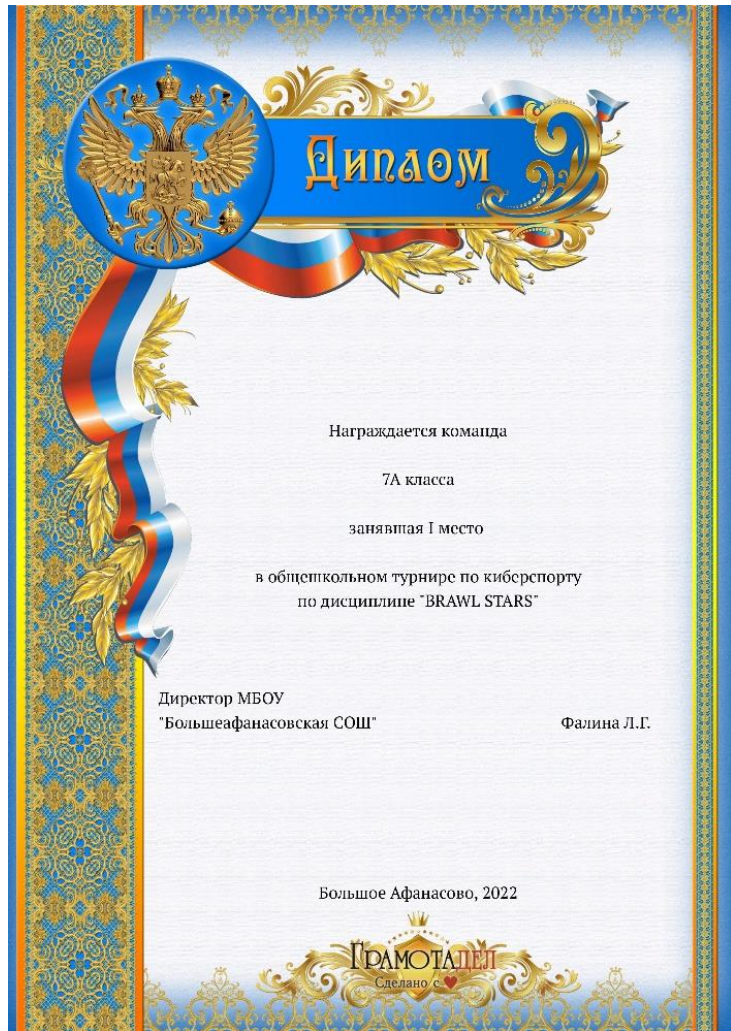 Диплом
Награждается команда
7А класса
занявшая I место
в общешкольном турнире по киберспорту
по дисциплине "BRAWL STARS"
Директор МБОУ
"Большеафанасовская СОШ" Фалина Л.Г.
Большое Афанасово, 2022
ГРАМОТАДЕЛ
Сделано с ❤